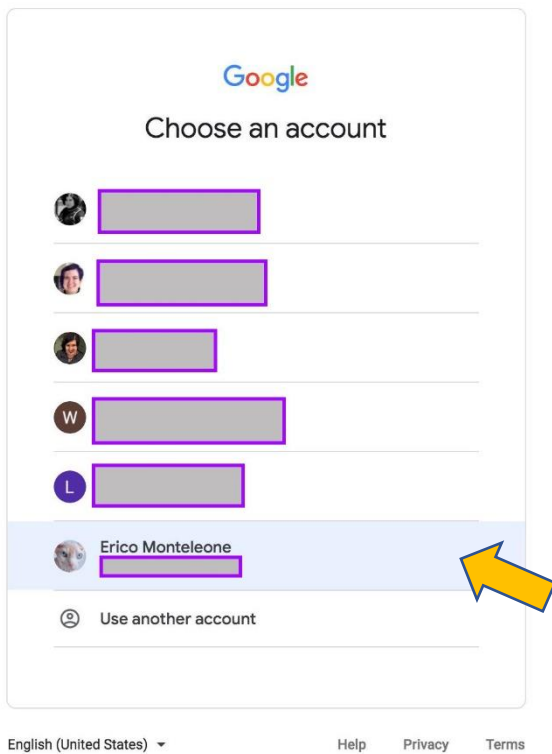 Google
Choose an account
W
L
Erico Monteleone
Use another account
English (United States)
Help Privacy Terms